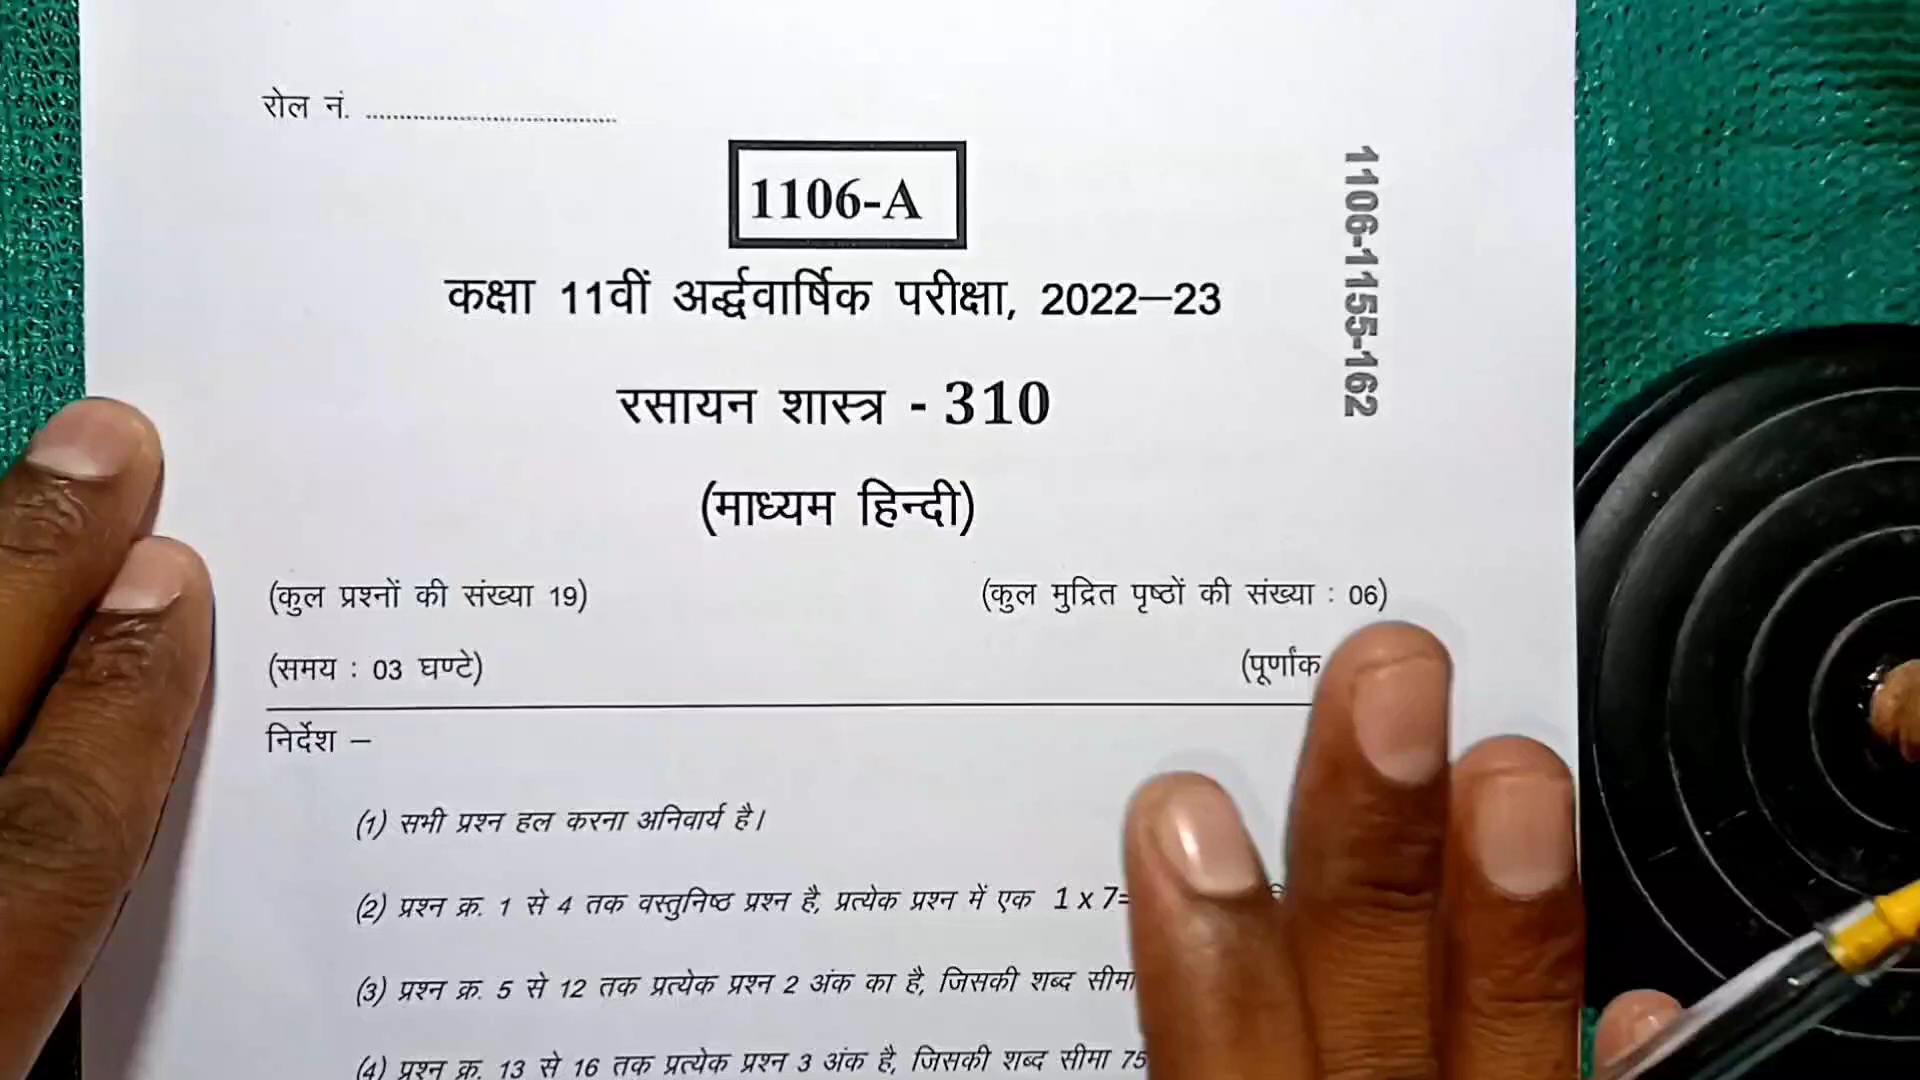 रोल नं. ........................................
1106-A
1106-1155-162
कक्षा 11वीं अर्द्धवार्षिक परीक्षा, 2022–23
रसायन शास्त्र - 310
(माध्यम हिन्दी)
(कुल प्रश्नों की संख्या 19)
(कुल मुद्रित पृष्ठों की संख्या : 06)
(समय : 03 घण्टे)
(पूर्णांक
निर्देश –
(1) सभी प्रश्न हल करना अनिवार्य है।
(2) प्रश्न क्र. 1 से 4 तक वस्तुनिष्ठ प्रश्न है, प्रत्येक प्रश्न में एक 1 x 7=
(3) प्रश्न क्र. 5 से 12 तक प्रत्येक प्रश्न 2 अंक का है, जिसकी शब्द सीमा
(4) प्रश्न क्र. 13 से 16 तक प्रत्येक प्रश्न 3 अंक है, जिसकी शब्द सीमा 75